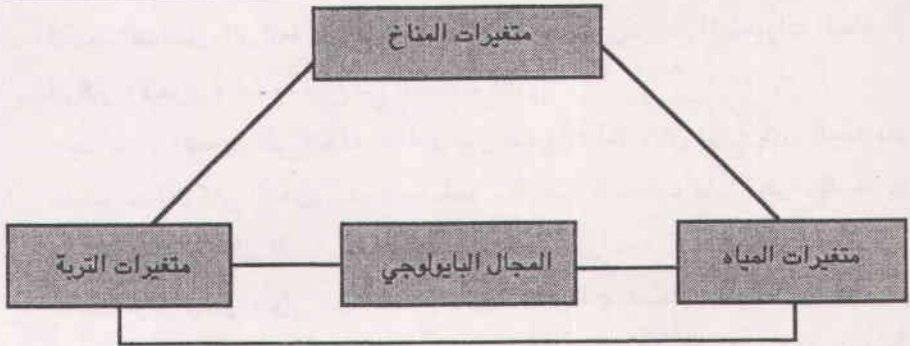 متغيرات المناخ
متغيرات المياه
المجال البايولوجي
متغيرات التربة